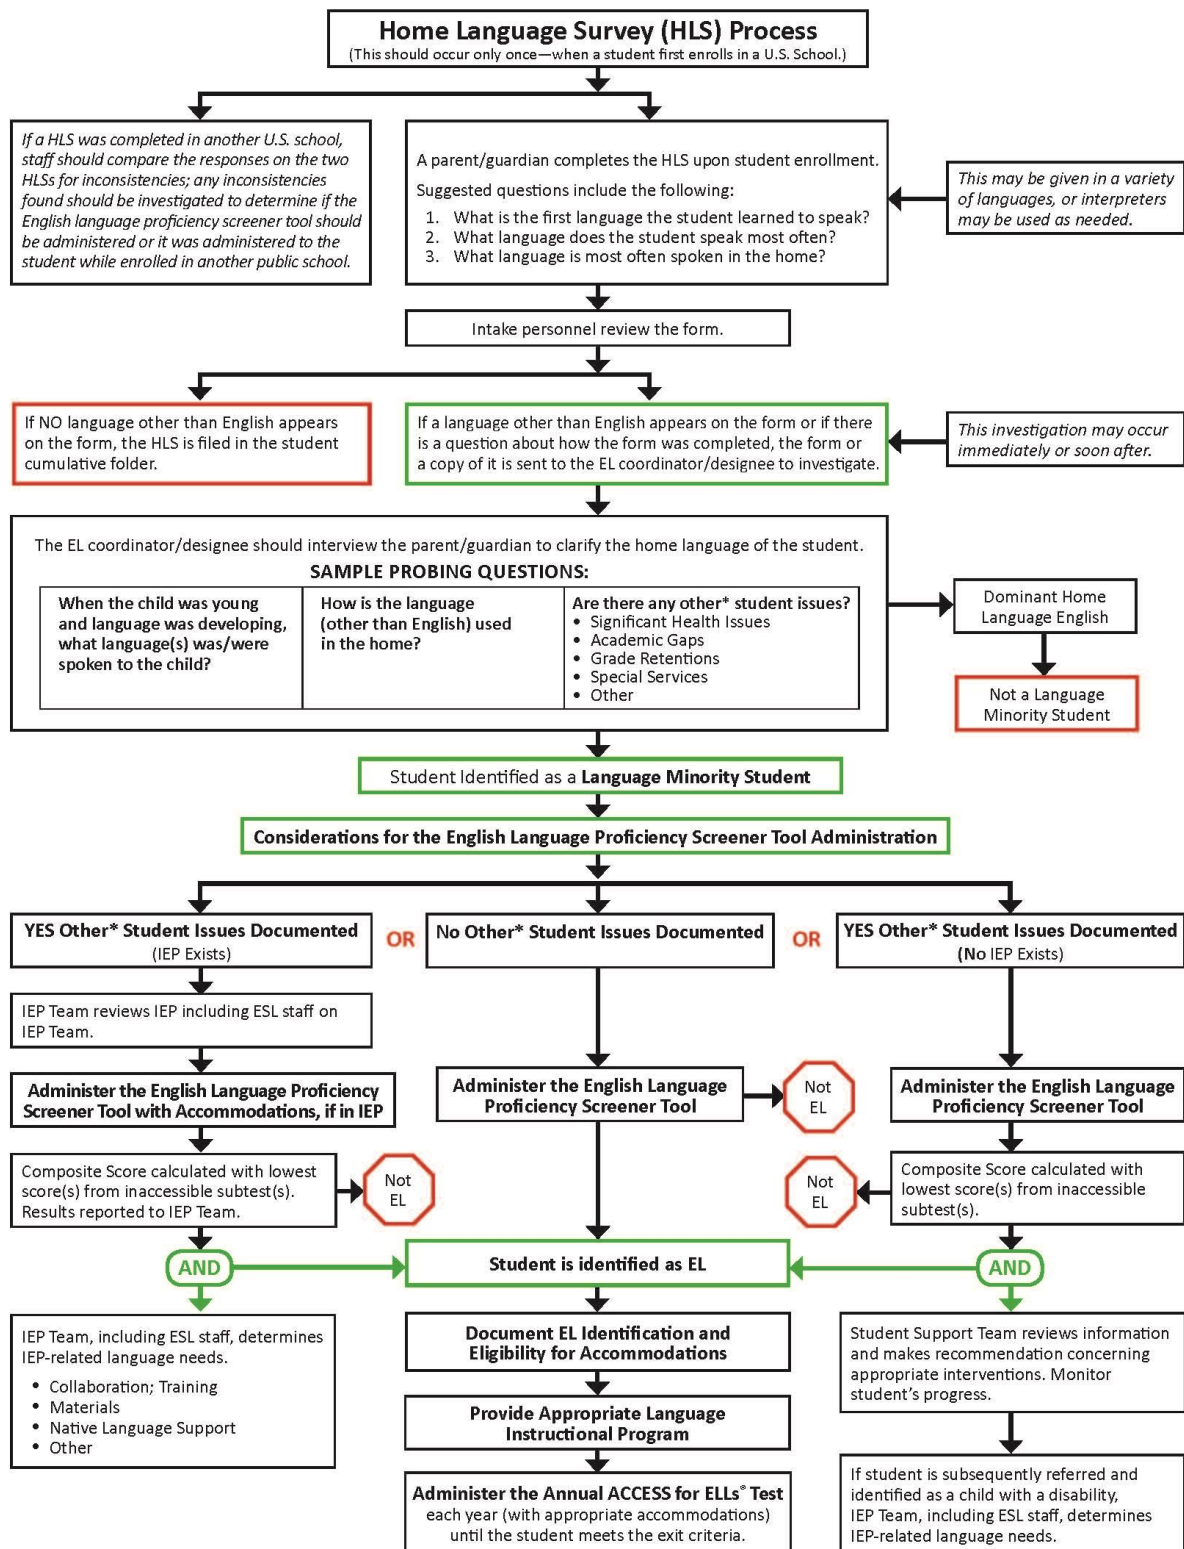 Home Language Survey (HLS) Process
(This should occur only once—when a student first enrolls in a U.S. School.)
If a HLS was completed in another U.S. school,
staff should compare the responses on the two
HLSs for inconsistencies; any inconsistencies
found should be investigated to determine if the
English language proficiency screener tool should
be administered or it was administered to the
student while enrolled in another public school.
A parent/guardian completes the HLS upon student enrollment.
Suggested questions include the following:
1. What is the first language the student learned to speak?
2. What language does the student speak most often?
3. What language is most often spoken in the home?
This may be given in a variety
of languages, or interpreters
may be used as needed.
Intake personnel review the form.
If NO language other than English appears
on the form, the HLS is filed in the student
cumulative folder.
If a language other than English appears on the form or if there
is a question about how the form was completed, the form or
a copy of it is sent to the EL coordinator/designee to investigate.
This investigation may occur
immediately or soon after.
The EL coordinator/designee should interview the parent/guardian to clarify the home language of the student.
SAMPLE PROBING QUESTIONS:
When the child was young
and language was developing,
what language(s) was/were
spoken to the child?
How is the language
(other than English) used
in the home?
Are there any other* student issues?
• Significant Health Issues
• Academic Gaps
• Grade Retentions
• Special Services
• Other
Dominant Home
Language English
Not a Language
Minority Student
Student Identified as a Language Minority Student
Considerations for the English Language Proficiency Screener Tool Administration
YES Other* Student Issues Documented
(IEP Exists)
OR
No Other* Student Issues Documented
OR
YES Other* Student Issues Documented
(No IEP Exists)
IEP Team reviews IEP including ESL staff on
IEP Team.
Administer the English Language Proficiency
Screener Tool with Accommodations, if in IEP
Administer the English Language
Proficiency Screener Tool
Not
EL
Administer the English Language
Proficiency Screener Tool
Composite Score calculated with lowest
score(s) from inaccessible subtest(s).
Results reported to IEP Team.
Not
EL
Not
EL
Composite Score calculated with
lowest score(s) from inaccessible
subtest(s).
AND
Student is identified as EL
AND
IEP Team, including ESL staff, determines
IEP-related language needs.
• Collaboration; Training
• Materials
• Native Language Support
• Other
Document EL Identification and
Eligibility for Accommodations
Provide Appropriate Language
Instructional Program
Administer the Annual ACCESS for ELLs® Test
each year (with appropriate accommodations)
until the student meets the exit criteria.
Student Support Team reviews information
and makes recommendation concerning
appropriate interventions. Monitor
student's progress.
If student is subsequently referred and
identified as a child with a disability,
IEP Team, including ESL staff, determines
IEP-related language needs.